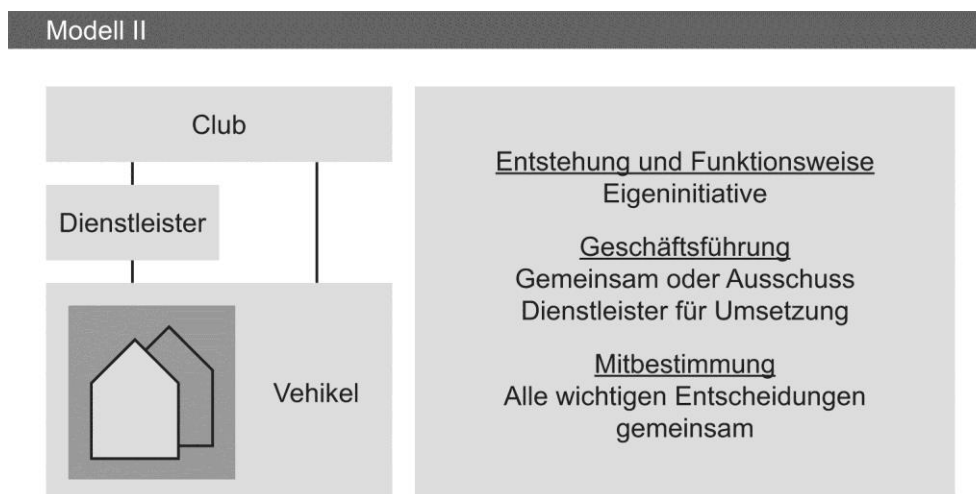 Modell II
Club
Dienstleister
Vehikel
Entstehung und Funktionsweise
Eigeninitiative
Geschäftsführung
Gemeinsam oder Ausschuss
Dienstleister für Umsetzung
Mitbestimmung
Alle wichtigen Entscheidungen
gemeinsam